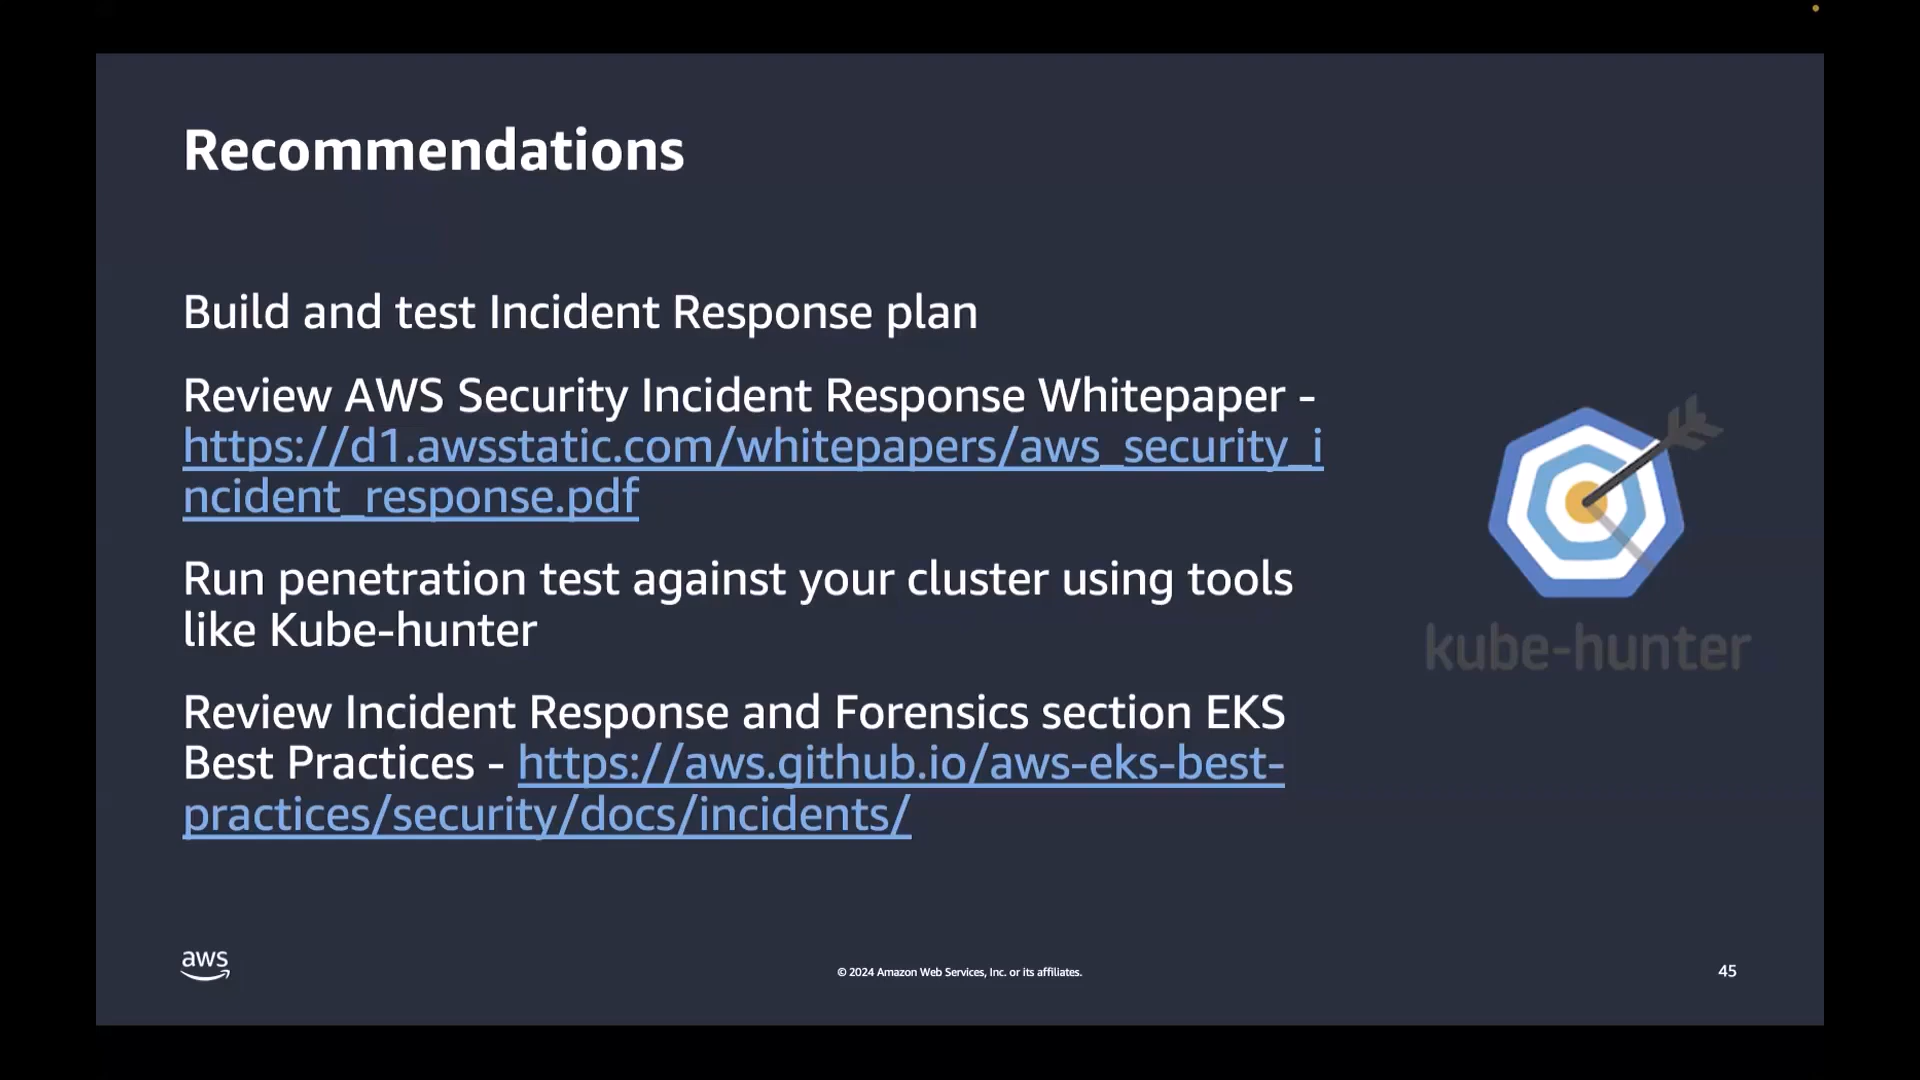 Recommendations
Build and test Incident Response plan
Review AWS Security Incident Response Whitepaper -
https://d1.awsstatic.com/whitepapers/aws_security_i
ncident_response.pdf
Run penetration test against your cluster using tools
like Kube-hunter
Review Incident Response and Forensics section EKS
Best Practices - https://aws.github.io/aws-eks-best-
practices/security/docs/incidents/
kube-hunter
aws
© 2024 Amazon Web Services, Inc. or its affiliates.
45